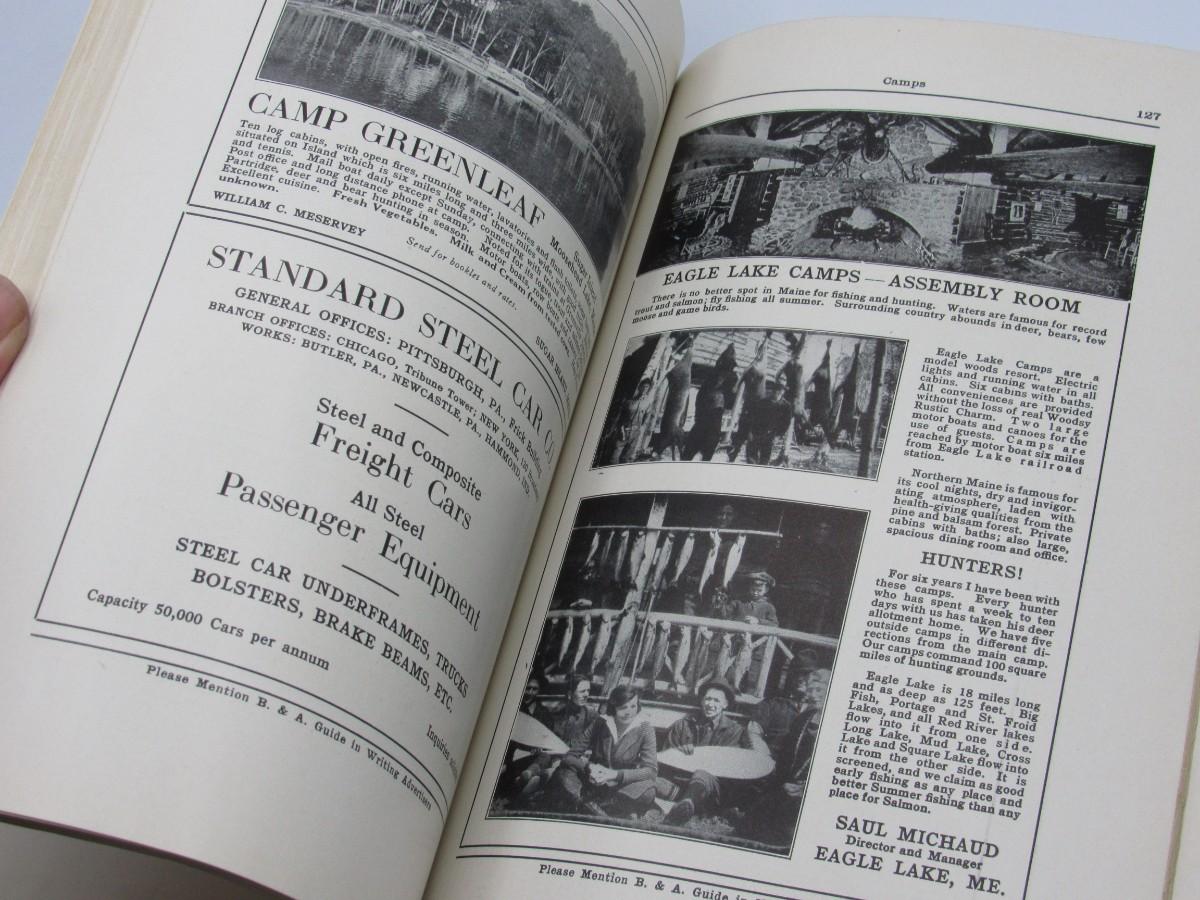 CAMP GREENLEAF
Ten log cabins, with open fires, running water, lavatories and flush
situated on Island which is six miles long and three miles wide,
and tennis. Mail boat daily except Sunday, connecting with
Post office and long distance phone at camp. Noted for its
Partridge, deer and bear hunting in season. Motor boats, row
Excellent cuisine. Fresh Vegetables. Milk and Cream from tested cows.
unknown.
WILLIAM C. MESERVEY
Send for booklet and rates.
SUGAR
STANDARD STEEL CAR CO.
GENERAL OFFICES: PITTSBURGH, PA., Frick Building
BRANCH OFFICES: CHICAGO, Tribune Tower; NEW YORK,
WORKS: BUTLER, PA., NEWCASTLE, PA., HAMMOND, IND.
Steel and Composite
Freight Cars
All Steel
Passenger Equipment
STEEL CAR UNDERFRAMES, TRUCKS
BOLSTERS, BRAKE BEAMS, ETC.
Capacity 50,000 Cars per annum
Inquiries
Please Mention B. & A. Guide in Writing Advertisers
Camps
127
EAGLE LAKE CAMPS — ASSEMBLY ROOM
There is no better spot in Maine for fishing and hunting. Waters are famous for record
trout and salmon; fly fishing all summer. Surrounding country abounds in deer, bears, few
moose and game birds.
Eagle Lake Camps are a
model woods resort. Electric
lights and running water in all
cabins. Six cabins with baths.
All conveniences are provided
without the loss of real Woodsy
Rustic Charm. Two large
motor boats and canoes for the
use of guests. Camps are
reached by motor boat six miles
from Eagle Lake railroad
station.
Northern Maine is famous for
its cool nights, dry and invigor-
ating atmosphere, laden with
health-giving qualities from the
pine and balsam forest. Private
cabins with baths; also large,
spacious dining room and office.
HUNTERS!
For six years I have been with
these camps. Every hunter
who has spent a week to ten
days with us has taken his deer
allotment home. We have five
outside camps in different di-
rections from the main camp.
Our camps command 100 square
miles of hunting grounds.
Eagle Lake is 18 miles long
and as deep as 125 feet. Big
Fish, Portage and St. Froid
Lakes, and all Red River lakes
flow into it from one side.
Long Lake, Mud Lake, Cross
Lake and Square Lake flow into
it from the other side. It is
screened, and we claim as good
early fishing as any place and
better Summer fishing than any
place for Salmon.
SAUL MICHAUD
Director and Manager
EAGLE LAKE, ME.
Please Mention B. & A. Guide in